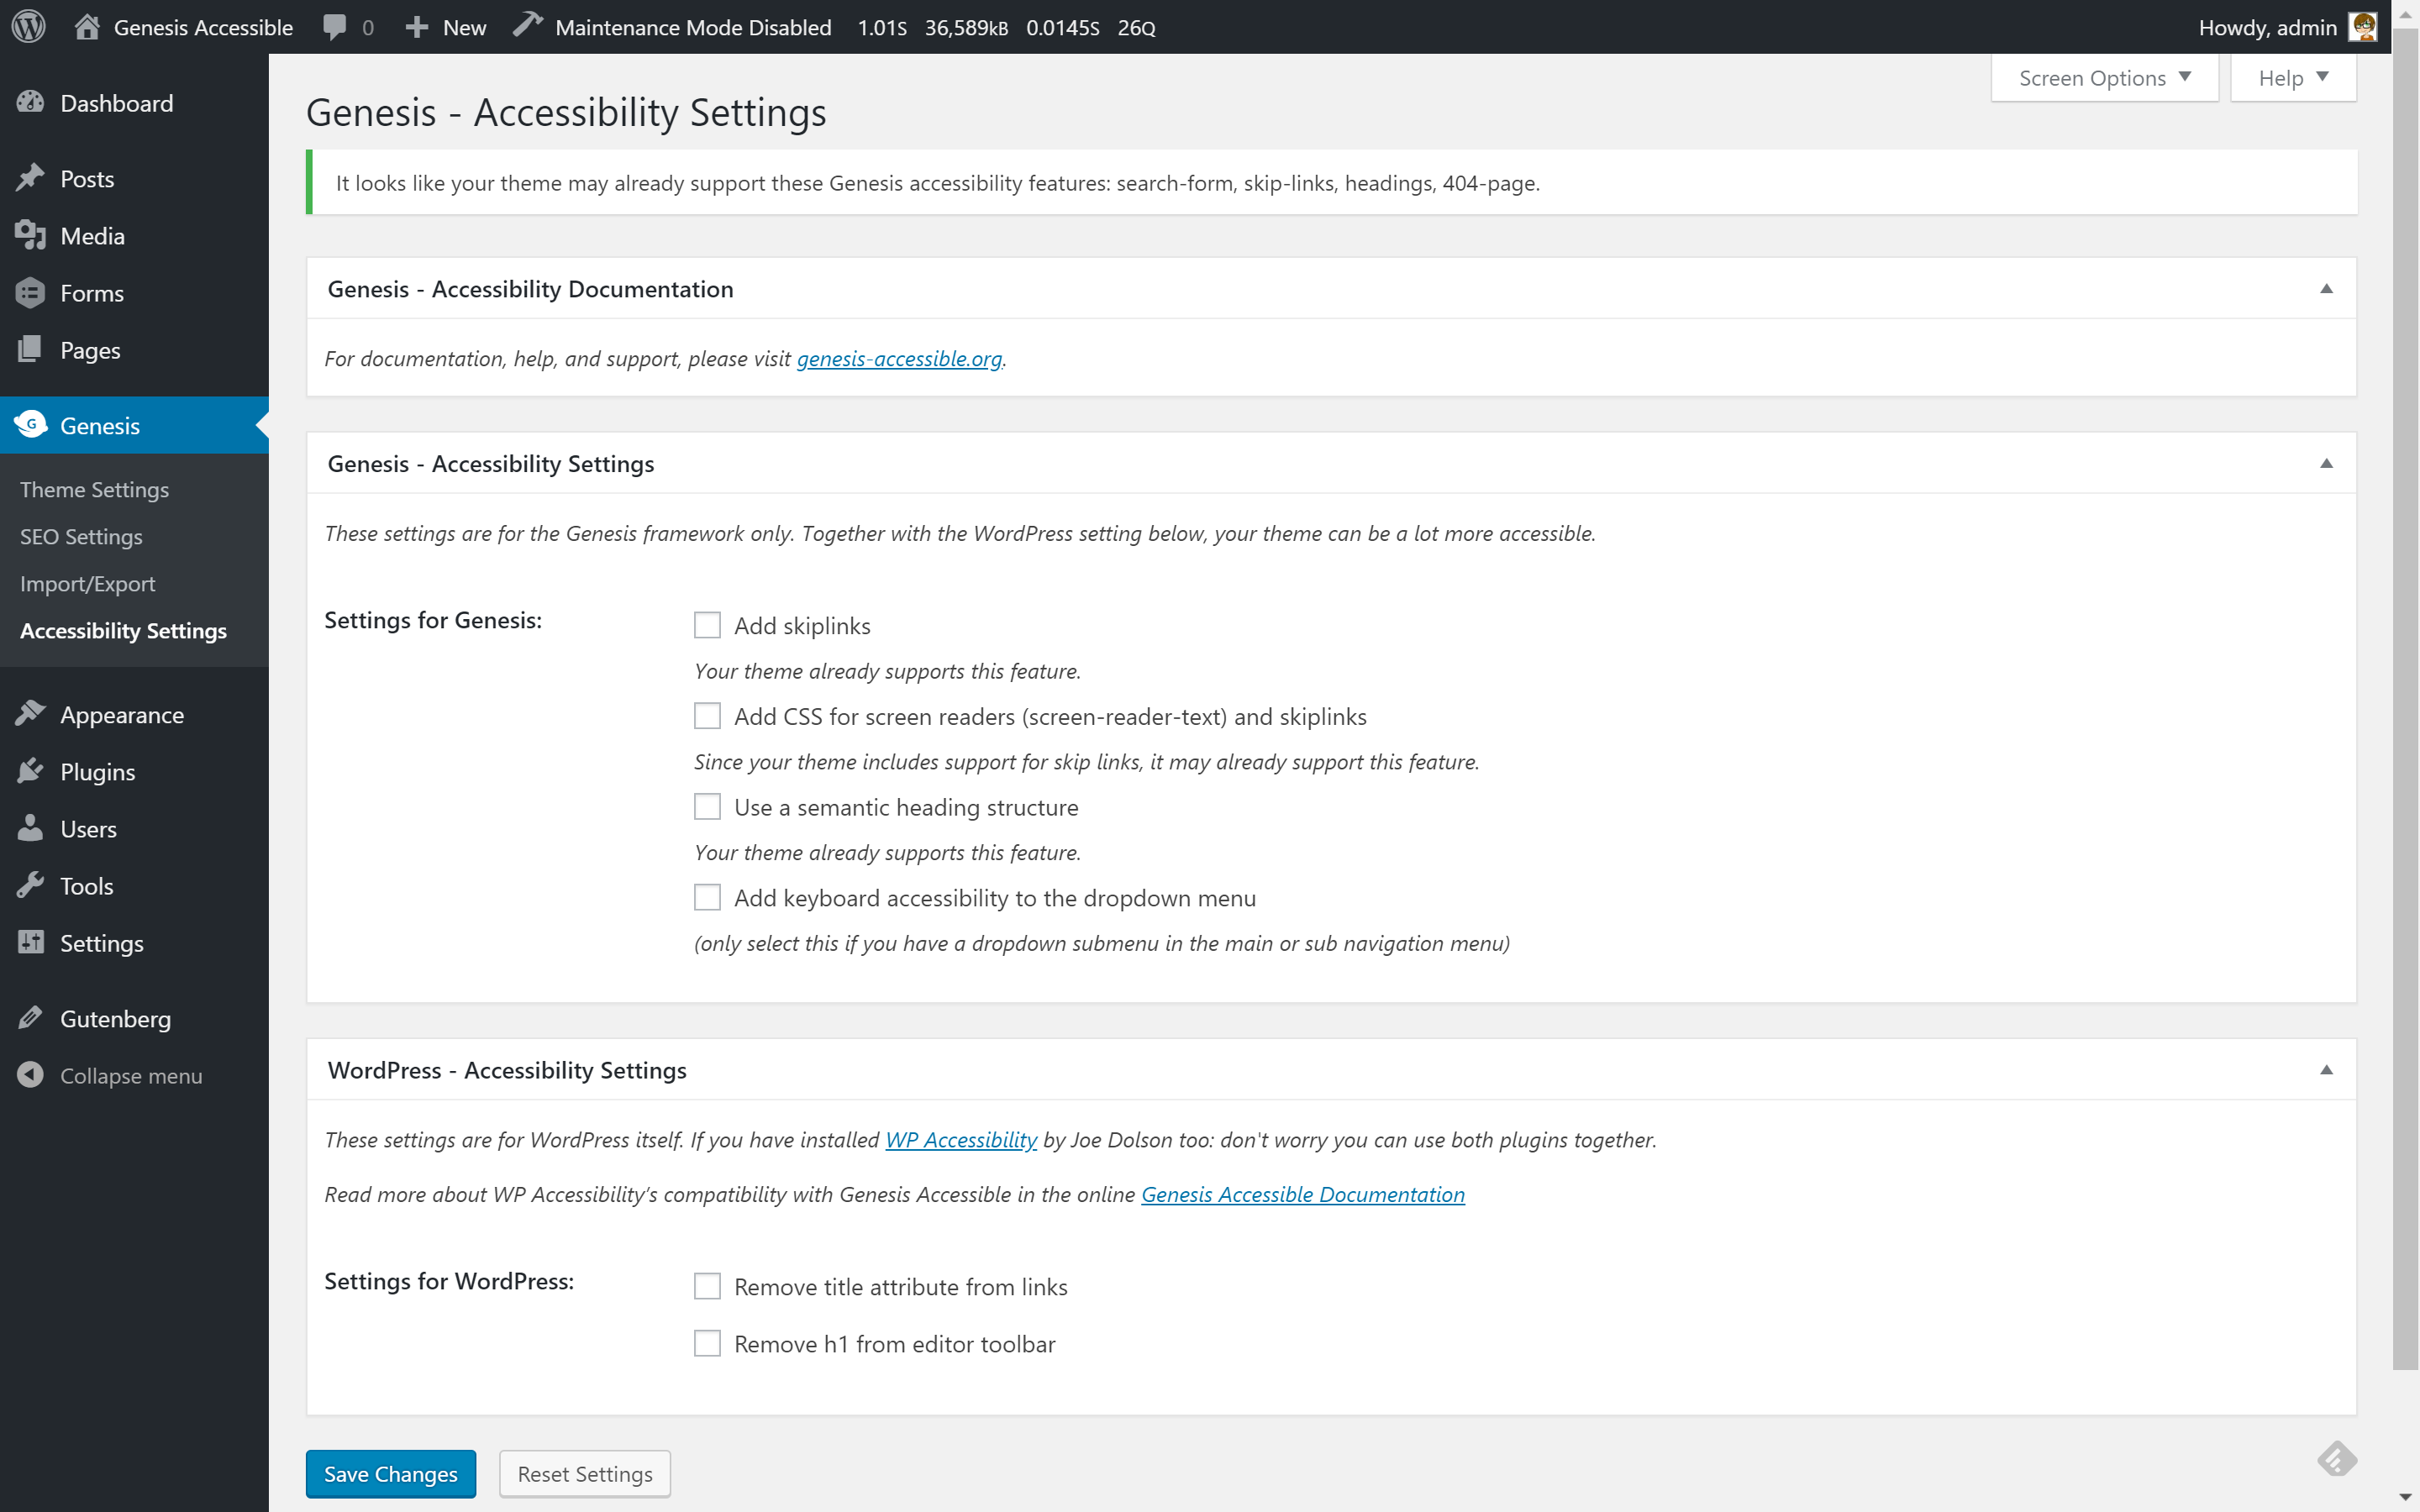 Genesis Accessible 0 New Maintenance Mode Disabled 1.01S 36,589KB 0.0145S 26Q Howdy, admin
Screen Options Help
Dashboard
Posts
Media
Forms
Pages
G Genesis
Theme Settings
SEO Settings
Import/Export
Accessibility Settings
Appearance
Plugins
Users
Tools
Settings
Gutenberg
Collapse menu
Genesis - Accessibility Settings
It looks like your theme may already support these Genesis accessibility features: search-form, skip-links, headings, 404-page.
Genesis - Accessibility Documentation
For documentation, help, and support, please visit genesis-accessible.org.
Genesis - Accessibility Settings
These settings are for the Genesis framework only. Together with the WordPress setting below, your theme can be a lot more accessible.
Settings for Genesis:
Add skiplinks
Your theme already supports this feature.
Add CSS for screen readers (screen-reader-text) and skiplinks
Since your theme includes support for skip links, it may already support this feature.
Use a semantic heading structure
Your theme already supports this feature.
Add keyboard accessibility to the dropdown menu
(only select this if you have a dropdown submenu in the main or sub navigation menu)
WordPress - Accessibility Settings
These settings are for WordPress itself. If you have installed WP Accessibility by Joe Dolson too: don't worry you can use both plugins together.
Read more about WP Accessibility's compatibility with Genesis Accessible in the online Genesis Accessible Documentation
Settings for WordPress:
Remove title attribute from links
Remove h1 from editor toolbar
Save Changes Reset Settings